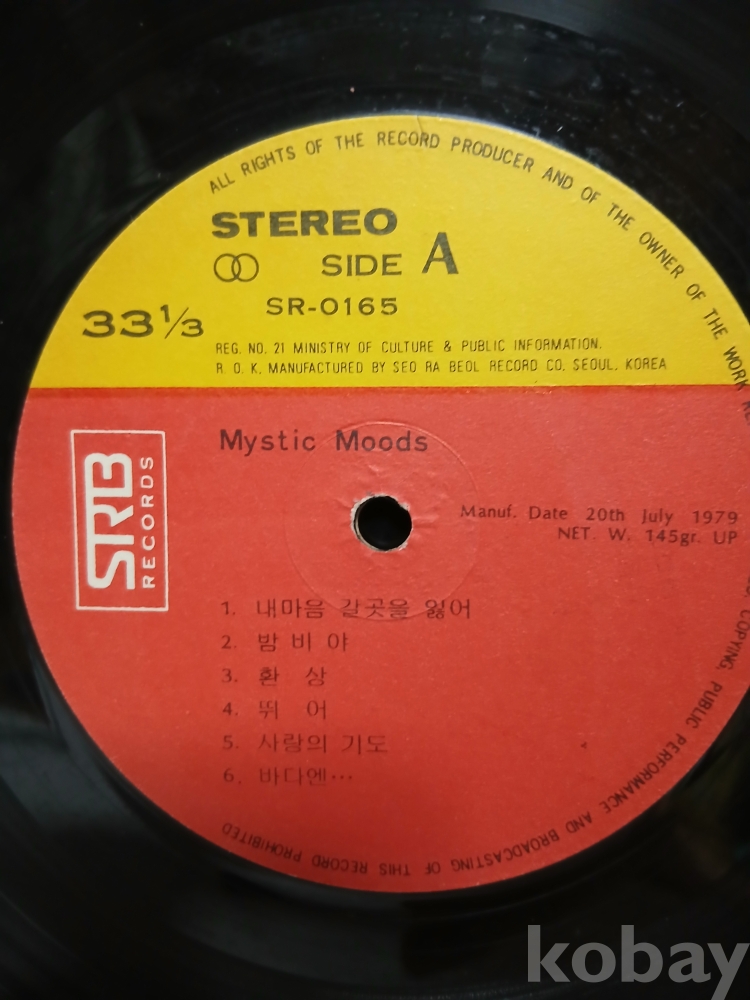 ALL RIGHTS OF THE RECORD PRODUCER AND OF THE OWNER OF THE WORK
STEREO
SIDE A
SR-0165
33 1/3
REG. NO. 21 MINISTRY OF CULTURE & PUBLIC INFORMATION.
R. O. K. MANUFACTURED BY SEO RA BEOL RECORD CO. SEOUL, KOREA
Mystic Moods
SRB
RECORDS
Manuf. Date 20th July 1979
NET. W. 145gr. UP
1. 내마음 갈곳을 잃어
2. 밤 비 야
3. 환 상
4. 뛰 어
5. 사랑의 기도
6. 바다엔…
COPYING, PUBLIC PERFORMANCE AND BROADCASTING OF THIS RECORD PROHIBITED
kobay